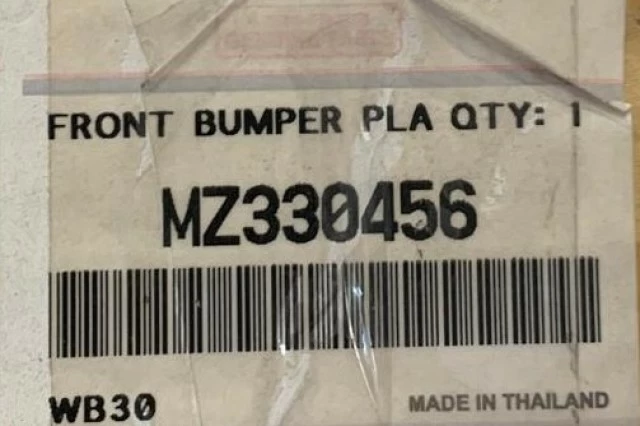 FRONT BUMPER PLA QTY: 1
MZ330456
WB30
MADE IN THAILAND